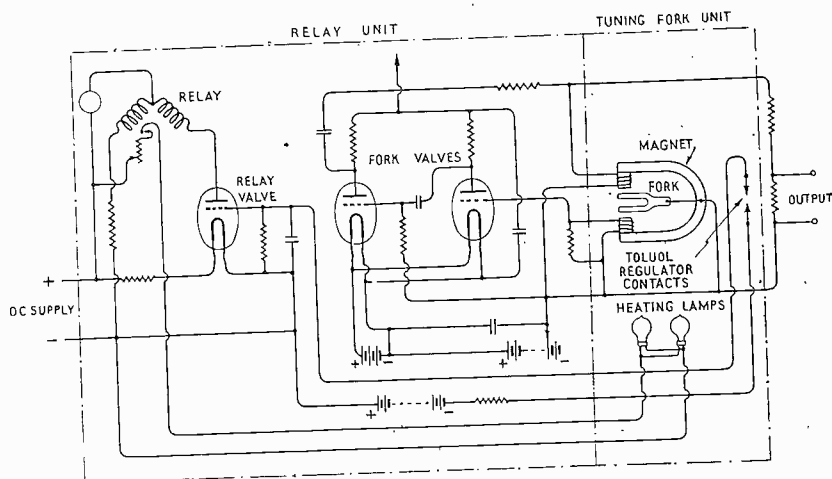 RELAY UNIT
TUNING FORK UNIT
RELAY
RELAY
VALVE
FORK VALVES
MAGNET
FORK
OUTPUT
TOLUOL
REGULATOR
CONTACTS
HEATING LAMPS
+
DC SUPPLY
−
+ −
+ −
+ −